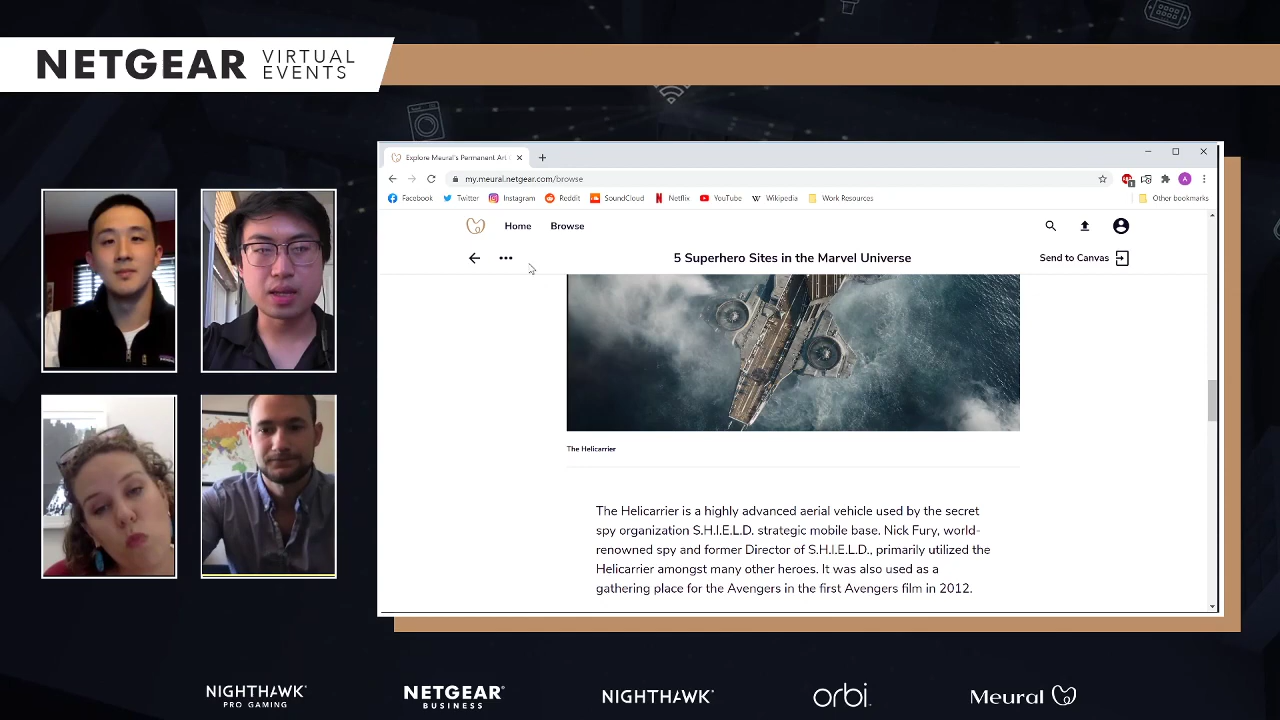 NETGEAR VIRTUAL EVENTS
Explore Meural's Permanent Art
my.meural.netgear.com/browse
Facebook Twitter Instagram Reddit SoundCloud Netflix YouTube Wikipedia Work Resources Other bookmarks
Home Browse
5 Superhero Sites in the Marvel Universe
Send to Canvas
The Helicarrier
The Helicarrier is a highly advanced aerial vehicle used by the secret
spy organization S.H.I.E.L.D. strategic mobile base. Nick Fury, world-
renowned spy and former Director of S.H.I.E.L.D., primarily utilized the
Helicarrier amongst many other heroes. It was also used as a
gathering place for the Avengers in the first Avengers film in 2012.
NIGHTHAWK PRO GAMING
NETGEAR BUSINESS
NIGHTHAWK
orbi
Meural